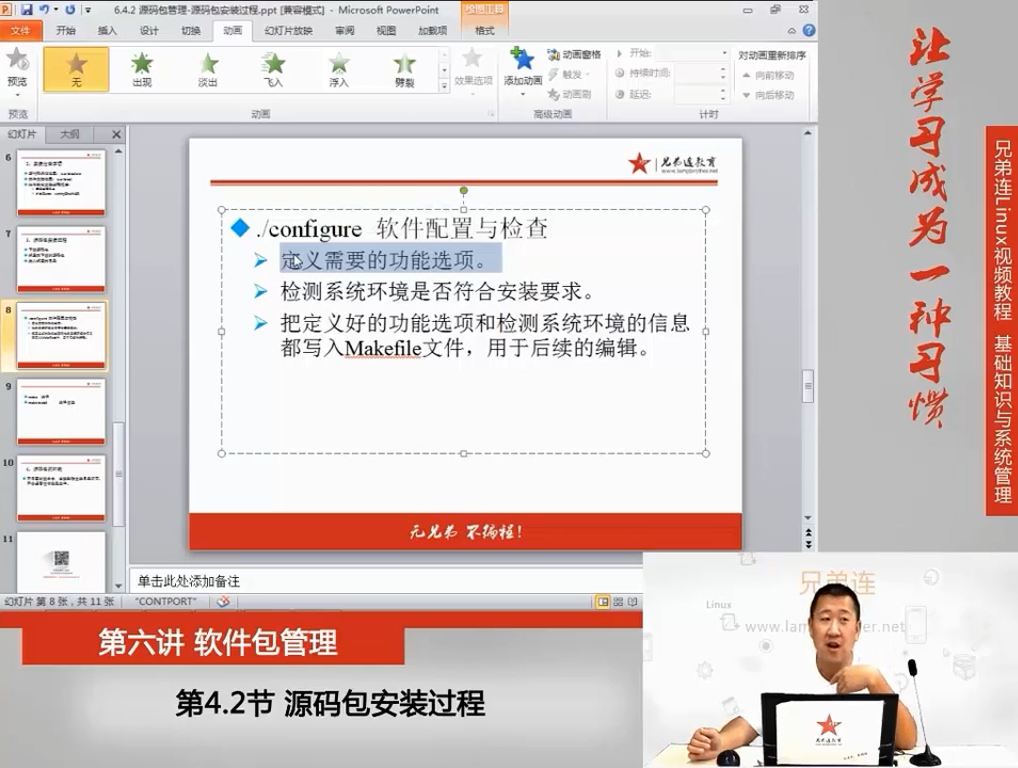 6.4.2 源码包管理-源码包安装过程.ppt [兼容模式] - Microsoft PowerPoint
绘图工具
文件 开始 插入 设计 切换 动画 幻灯片放映 审阅 视图 加载项 格式
预览
无
出现
淡出
飞入
浮入
劈裂
效果选项
添加动画
动画窗格
触发
动画刷
开始:
持续时间:
延迟:
对动画重新排序
向前移动
向后移动
预览
动画
高级动画
计时
幻灯片 大纲
6
7
8
9
10
11
兄弟连教育
www.lampbrother.net
./configure 软件配置与检查
定义需要的功能选项。
检测系统环境是否符合安装要求。
把定义好的功能选项和检测系统环境的信息
都写入Makefile文件，用于后续的编辑。
无兄弟 不编程!
单击此处添加备注
幻灯片 第 8 张，共 11 张 "CONTPORT"
让学习成为一种习惯
兄弟连Linux视频教程 基础知识与系统管理
第六讲 软件包管理
第4.2节 源码包安装过程
兄弟连
Linux
兄弟连教育